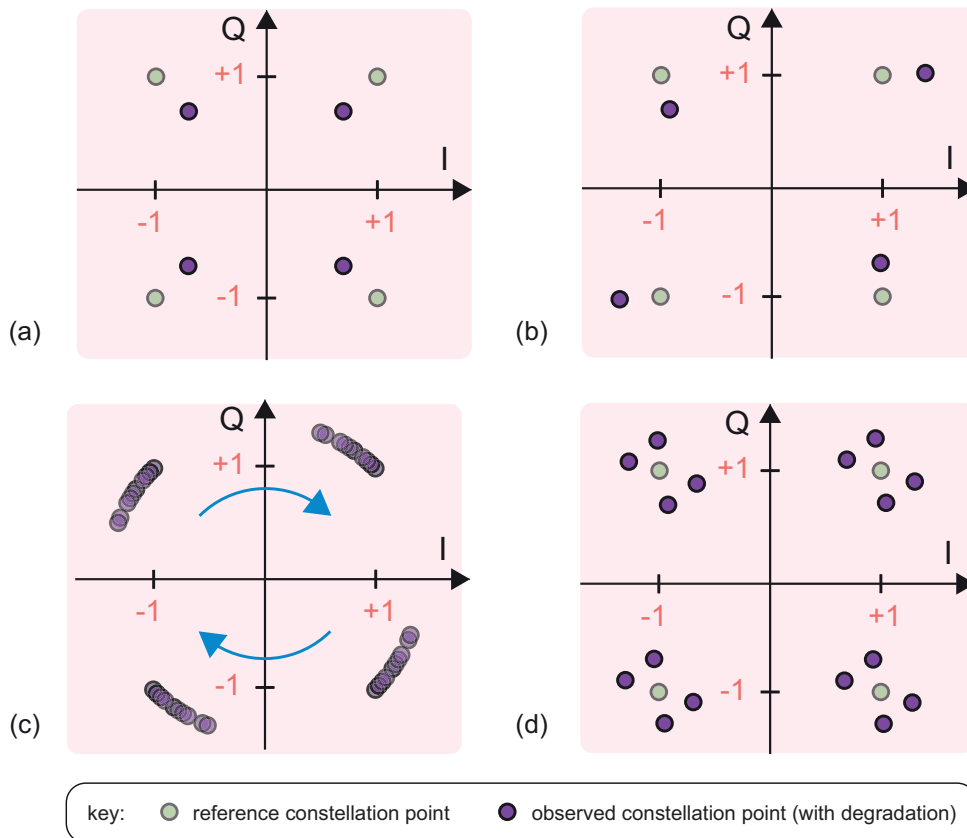 Q
+1
I
-1
+1
-1
(a)
Q
+1
I
-1
+1
-1
(b)
Q
+1
I
-1
+1
-1
(c)
Q
+1
I
-1
+1
-1
(d)
key: reference constellation point observed constellation point (with degradation)